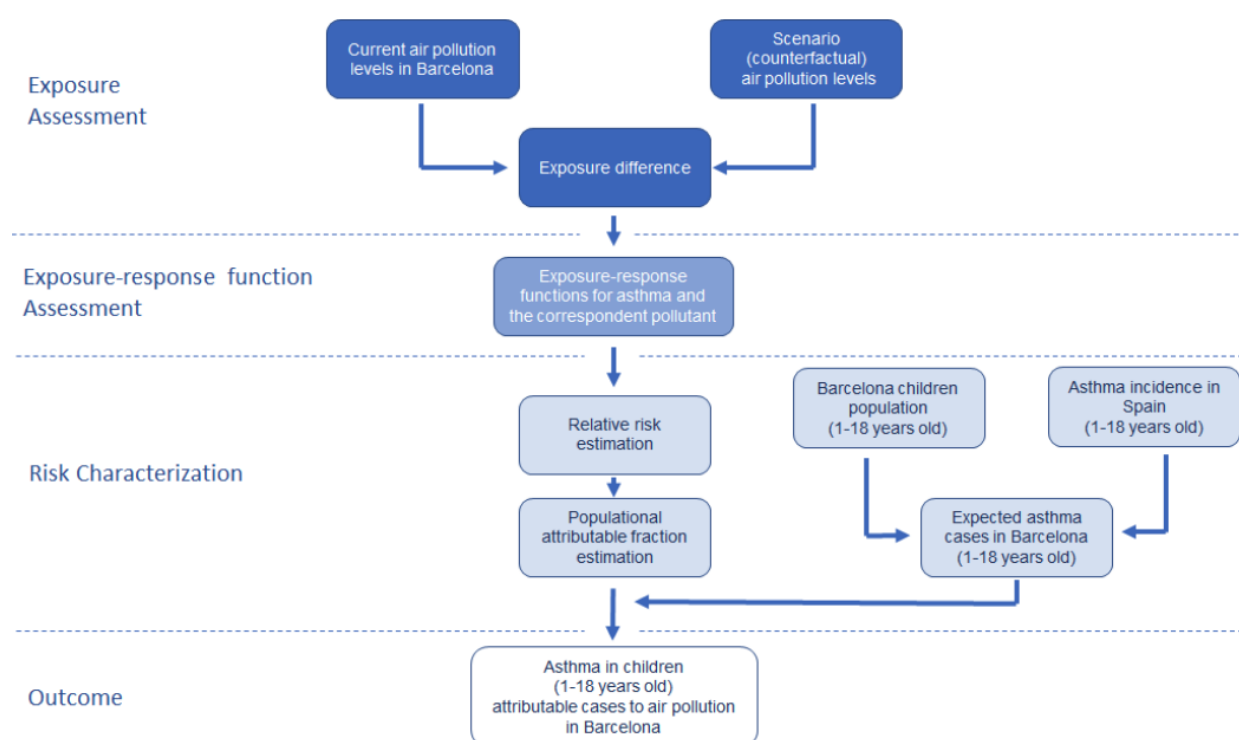 Exposure
Assessment
Current air pollution
levels in Barcelona
Scenario
(counterfactual)
air pollution levels
Exposure difference
Exposure-response function
Assessment
Exposure-response
functions for asthma and
the correspondent pollutant
Risk Characterization
Relative risk
estimation
Populational
attributable fraction
estimation
Barcelona children
population
(1-18 years old)
Asthma incidence in
Spain
(1-18 years old)
Expected asthma
cases in Barcelona
(1-18 years old)
Outcome
Asthma in children
(1-18 years old)
attributable cases to air pollution
in Barcelona